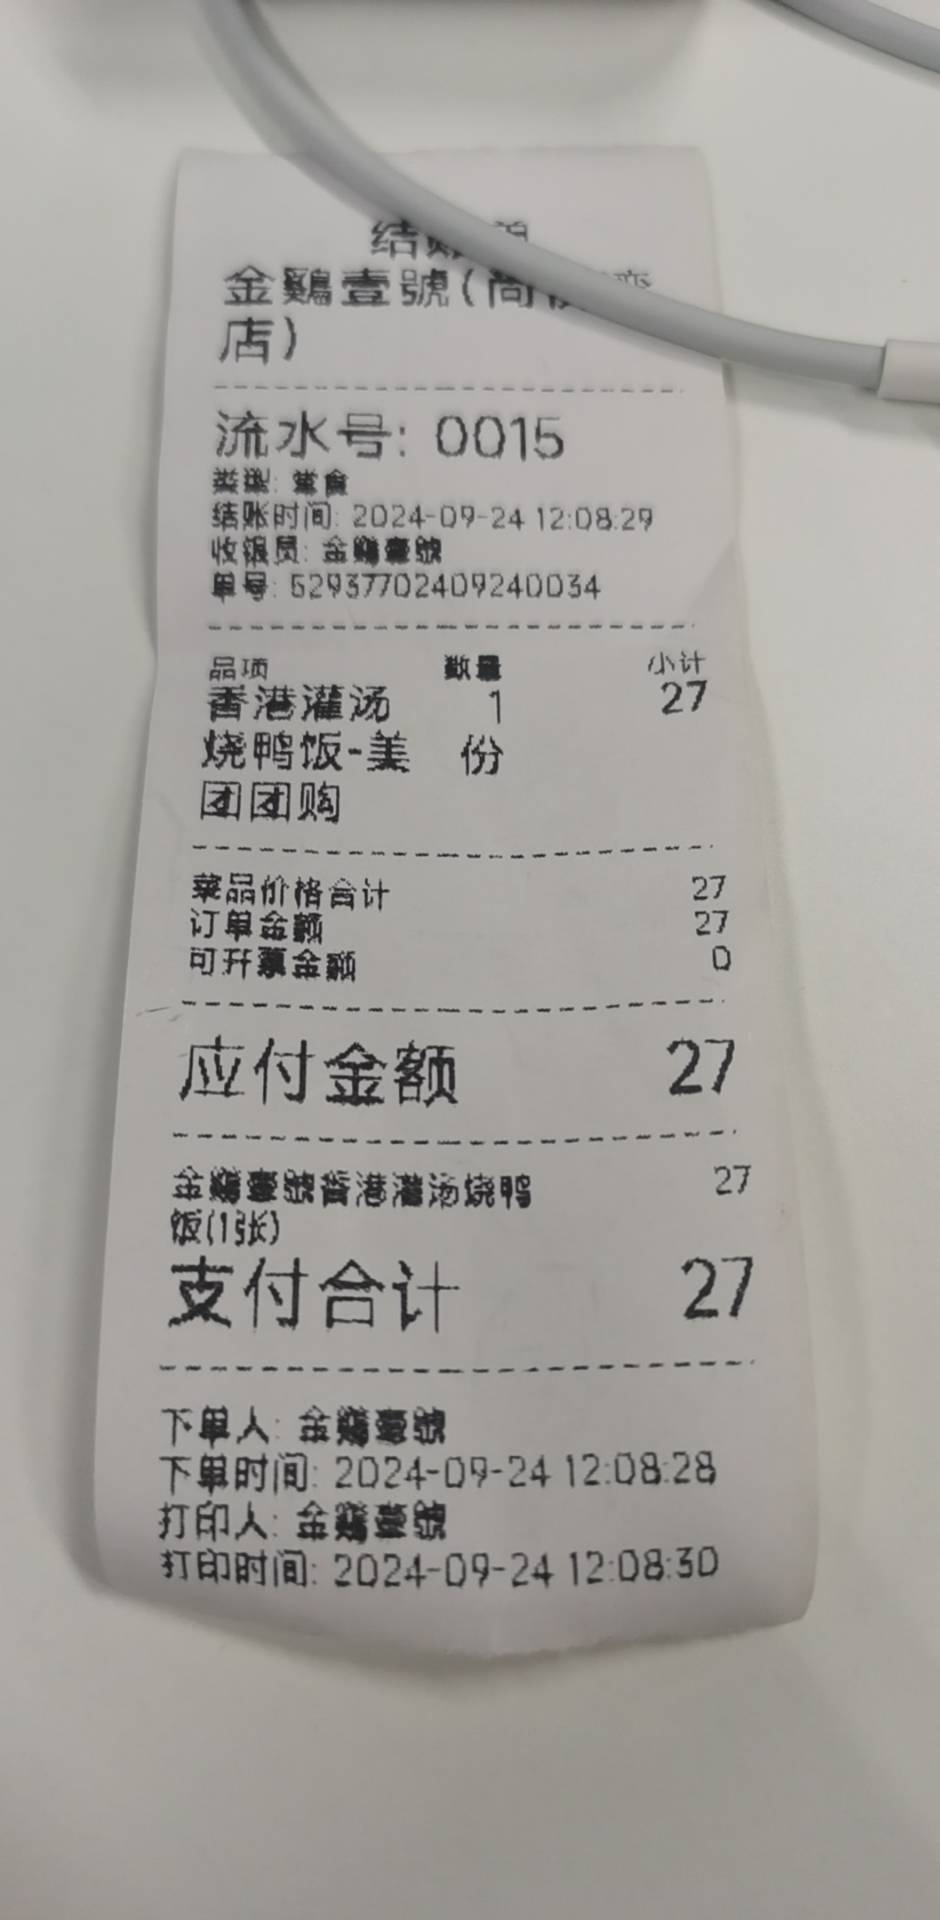 结账单
金鷄壹號(尚
店)
流水号: 0015
类型: 堂食
结账时间: 2024-09-24 12:08:29
收银员: 金鷄壹號
单号: 52937702409240034
品项 数量 小计
香港灌汤 1 27
烧鸭饭-美 份
团团购
菜品价格合计 27
订单金额 27
可开票金额 0
应付金额 27
金鷄壹號香港灌汤烧鸭 27
饭(1张)
支付合计 27
下单人: 金鷄壹號
下单时间: 2024-09-24 12:08:28
打印人: 金鷄壹號
打印时间: 2024-09-24 12:08:30